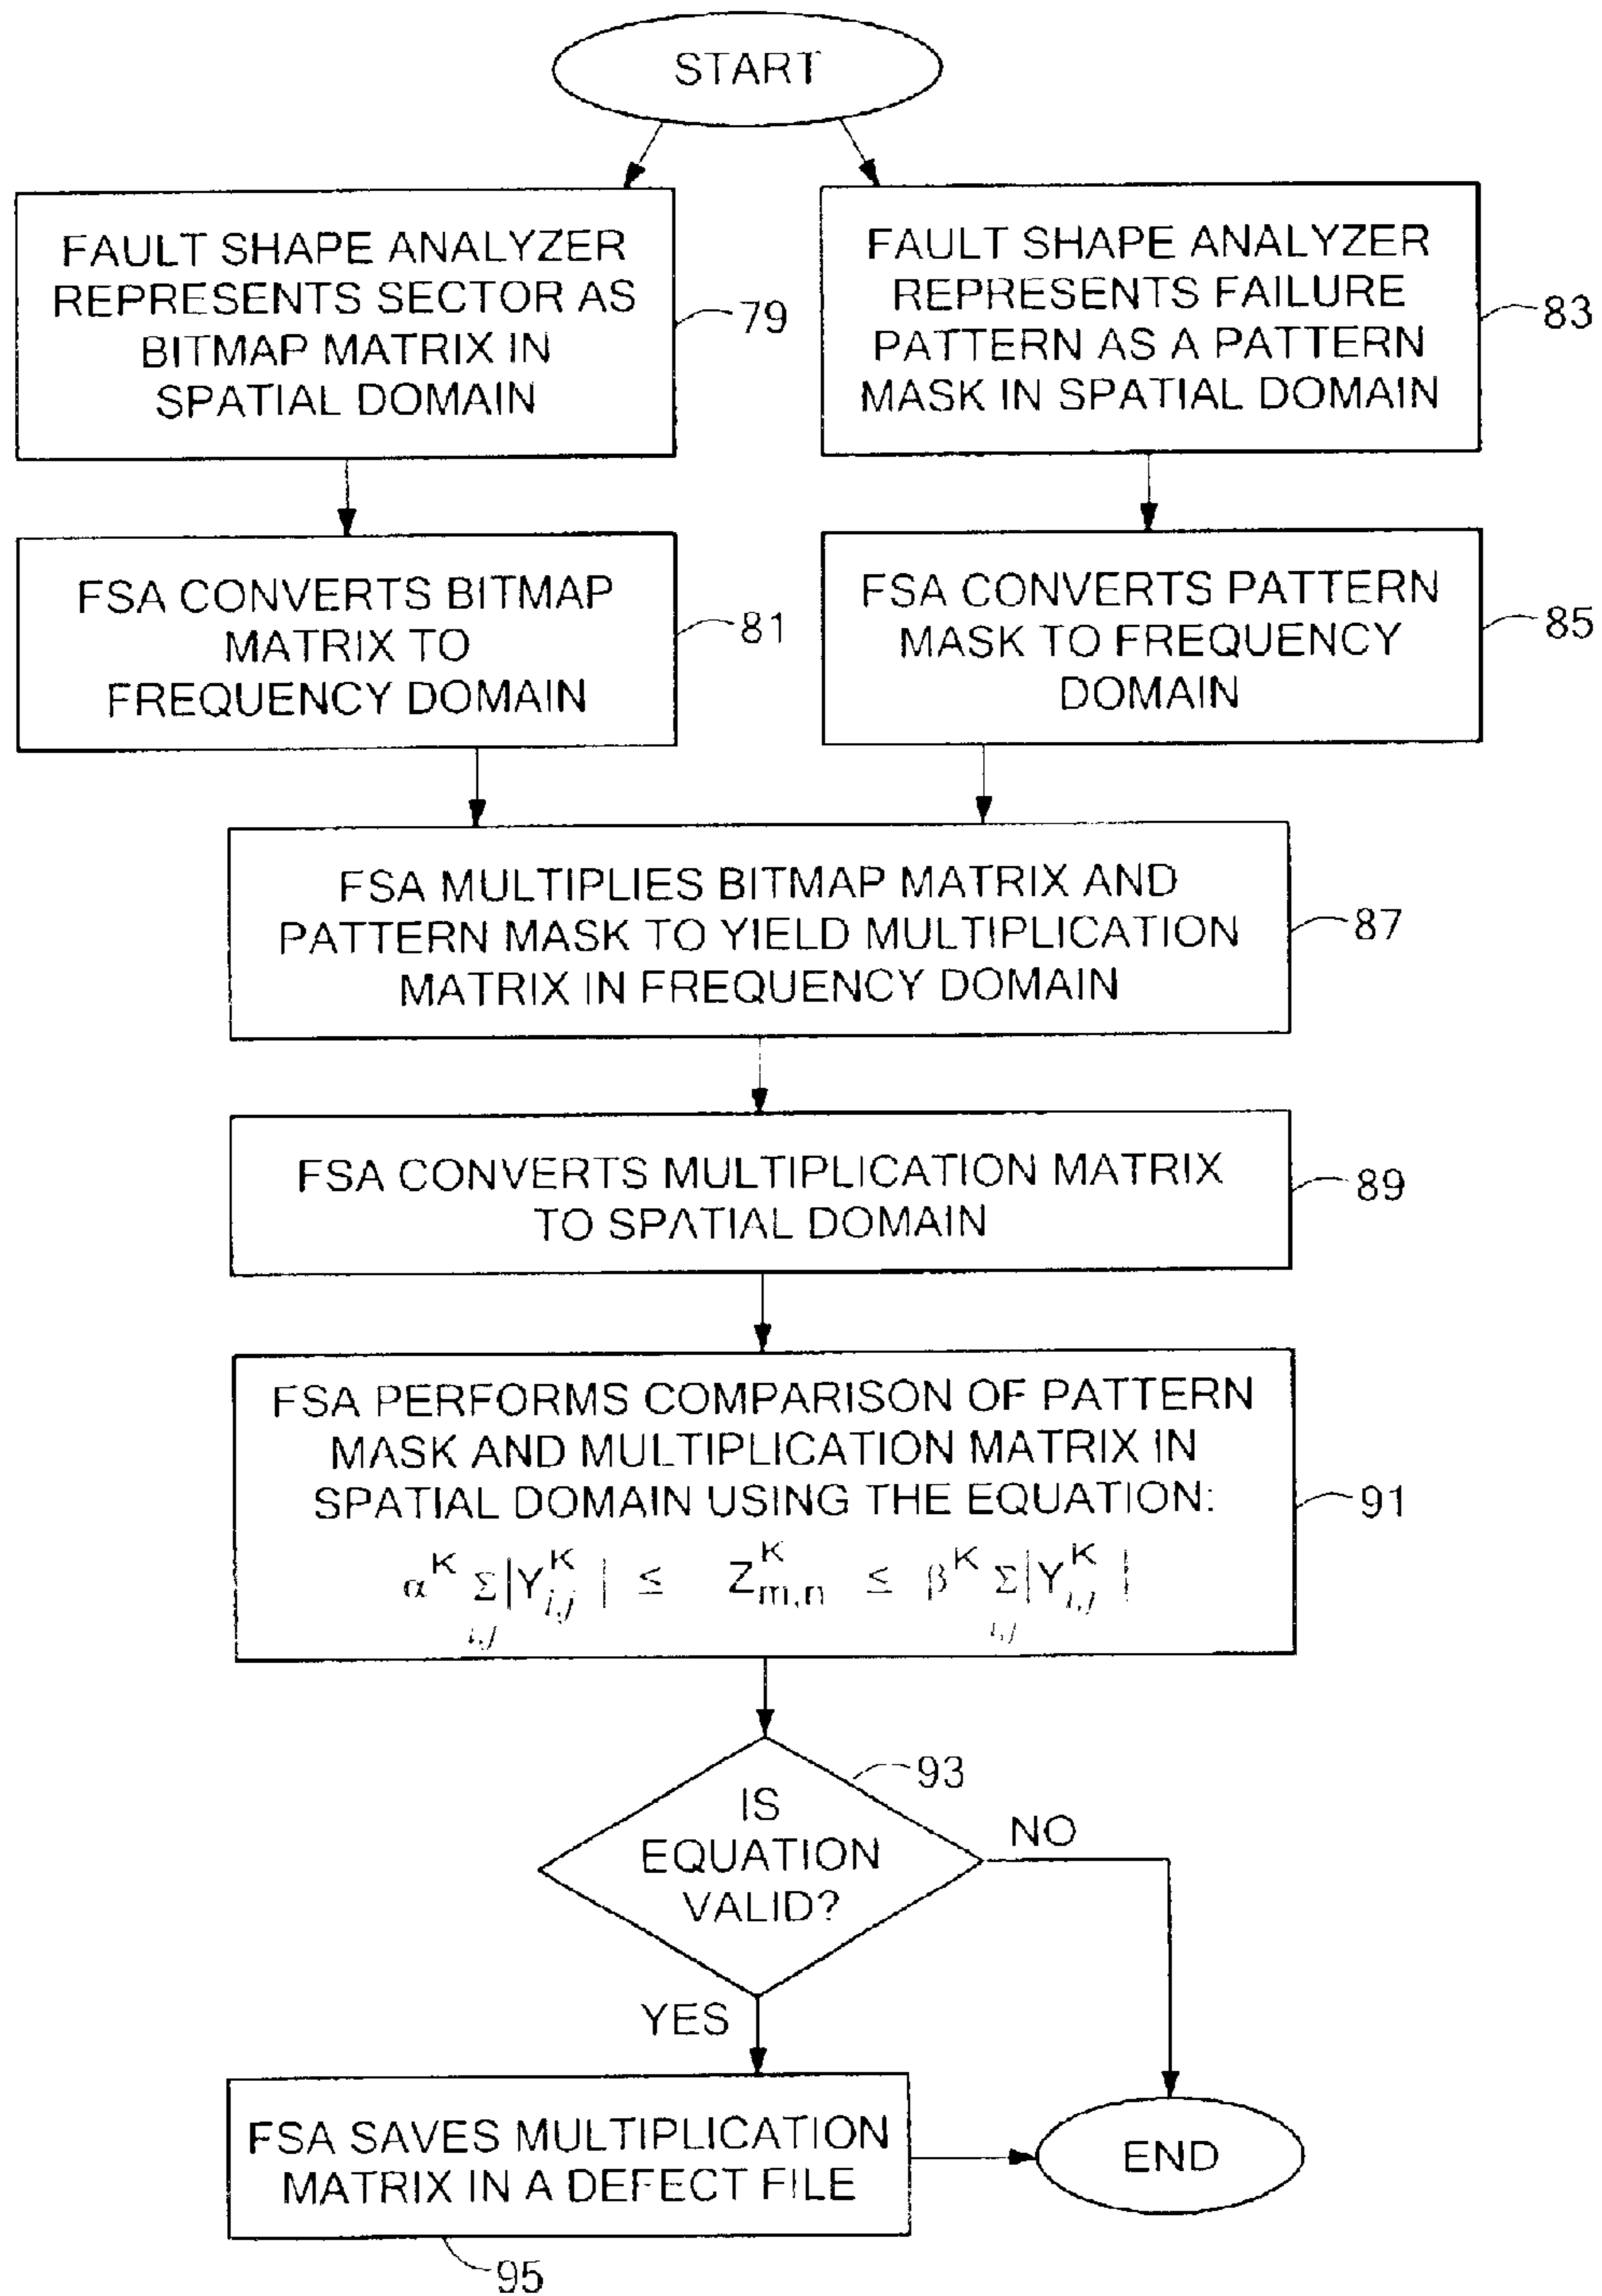 START
FAULT SHAPE ANALYZER
REPRESENTS SECTOR AS
BITMAP MATRIX IN
SPATIAL DOMAIN
79
FAULT SHAPE ANALYZER
REPRESENTS FAILURE
PATTERN AS A PATTERN
MASK IN SPATIAL DOMAIN
83
FSA CONVERTS BITMAP
MATRIX TO
FREQUENCY DOMAIN
81
FSA CONVERTS PATTERN
MASK TO FREQUENCY
DOMAIN
85
FSA MULTIPLIES BITMAP MATRIX AND
PATTERN MASK TO YIELD MULTIPLICATION
MATRIX IN FREQUENCY DOMAIN
87
FSA CONVERTS MULTIPLICATION MATRIX
TO SPATIAL DOMAIN
89
FSA PERFORMS COMPARISON OF PATTERN
MASK AND MULTIPLICATION MATRIX IN
SPATIAL DOMAIN USING THE EQUATION:
α^K Σ_{i,j} |Y^K_{i,j}| ≤ Z^K_{m,n} ≤ β^K Σ_{i,j} |Y^K_{i,j}|
91
IS
EQUATION
VALID?
93
NO
YES
FSA SAVES MULTIPLICATION
MATRIX IN A DEFECT FILE
95
END